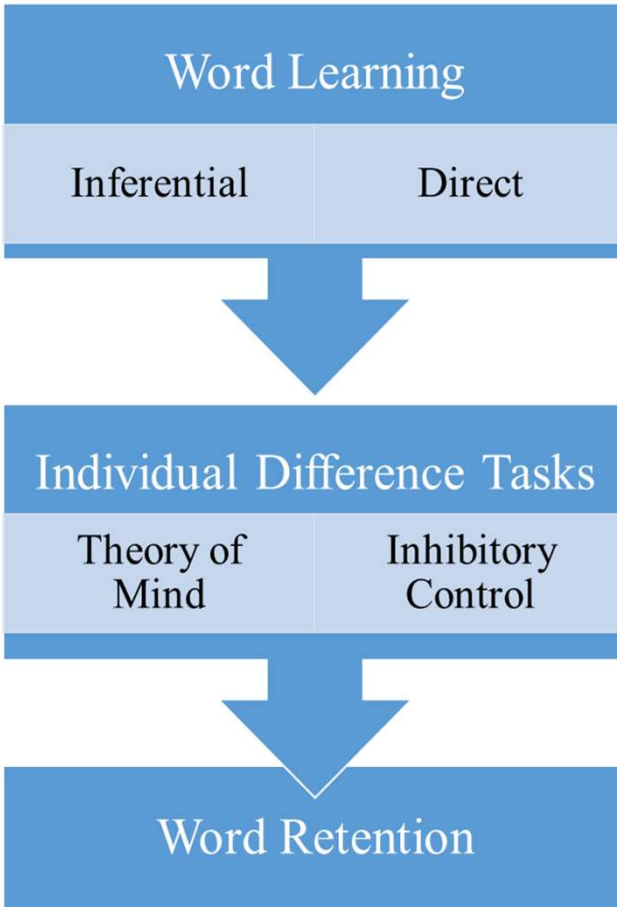 Word Learning
Inferential
Direct
Individual Difference Tasks
Theory of
Mind
Inhibitory
Control
Word Retention